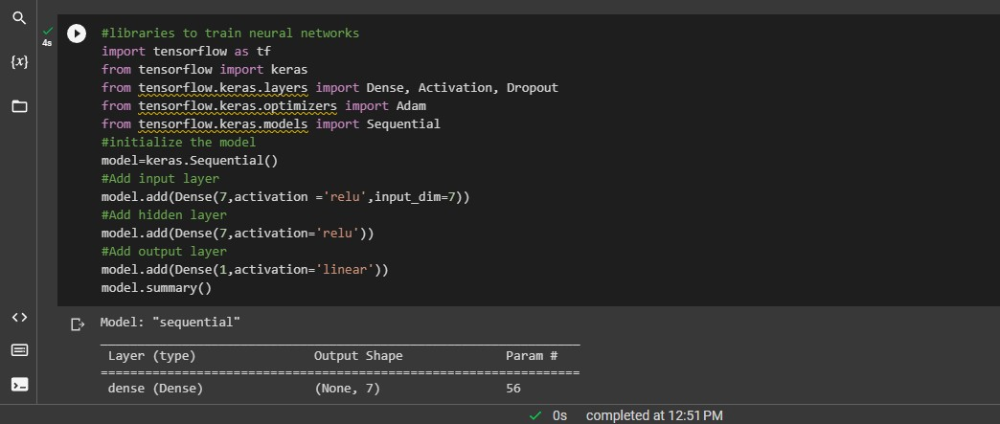 {x}
4s
#libraries to train neural networks
import tensorflow as tf
from tensorflow import keras
from tensorflow.keras.layers import Dense, Activation, Dropout
from tensorflow.keras.optimizers import Adam
from tensorflow.keras.models import Sequential
#initialize the model
model=keras.Sequential()
#Add input layer
model.add(Dense(7,activation ='relu',input_dim=7))
#Add hidden layer
model.add(Dense(7,activation='relu'))
#Add output layer
model.add(Dense(1,activation='linear'))
model.summary()
Model: "sequential"
_________________________________________________________________
Layer (type) Output Shape Param #
=================================================================
dense (Dense) (None, 7) 56
0s completed at 12:51 PM